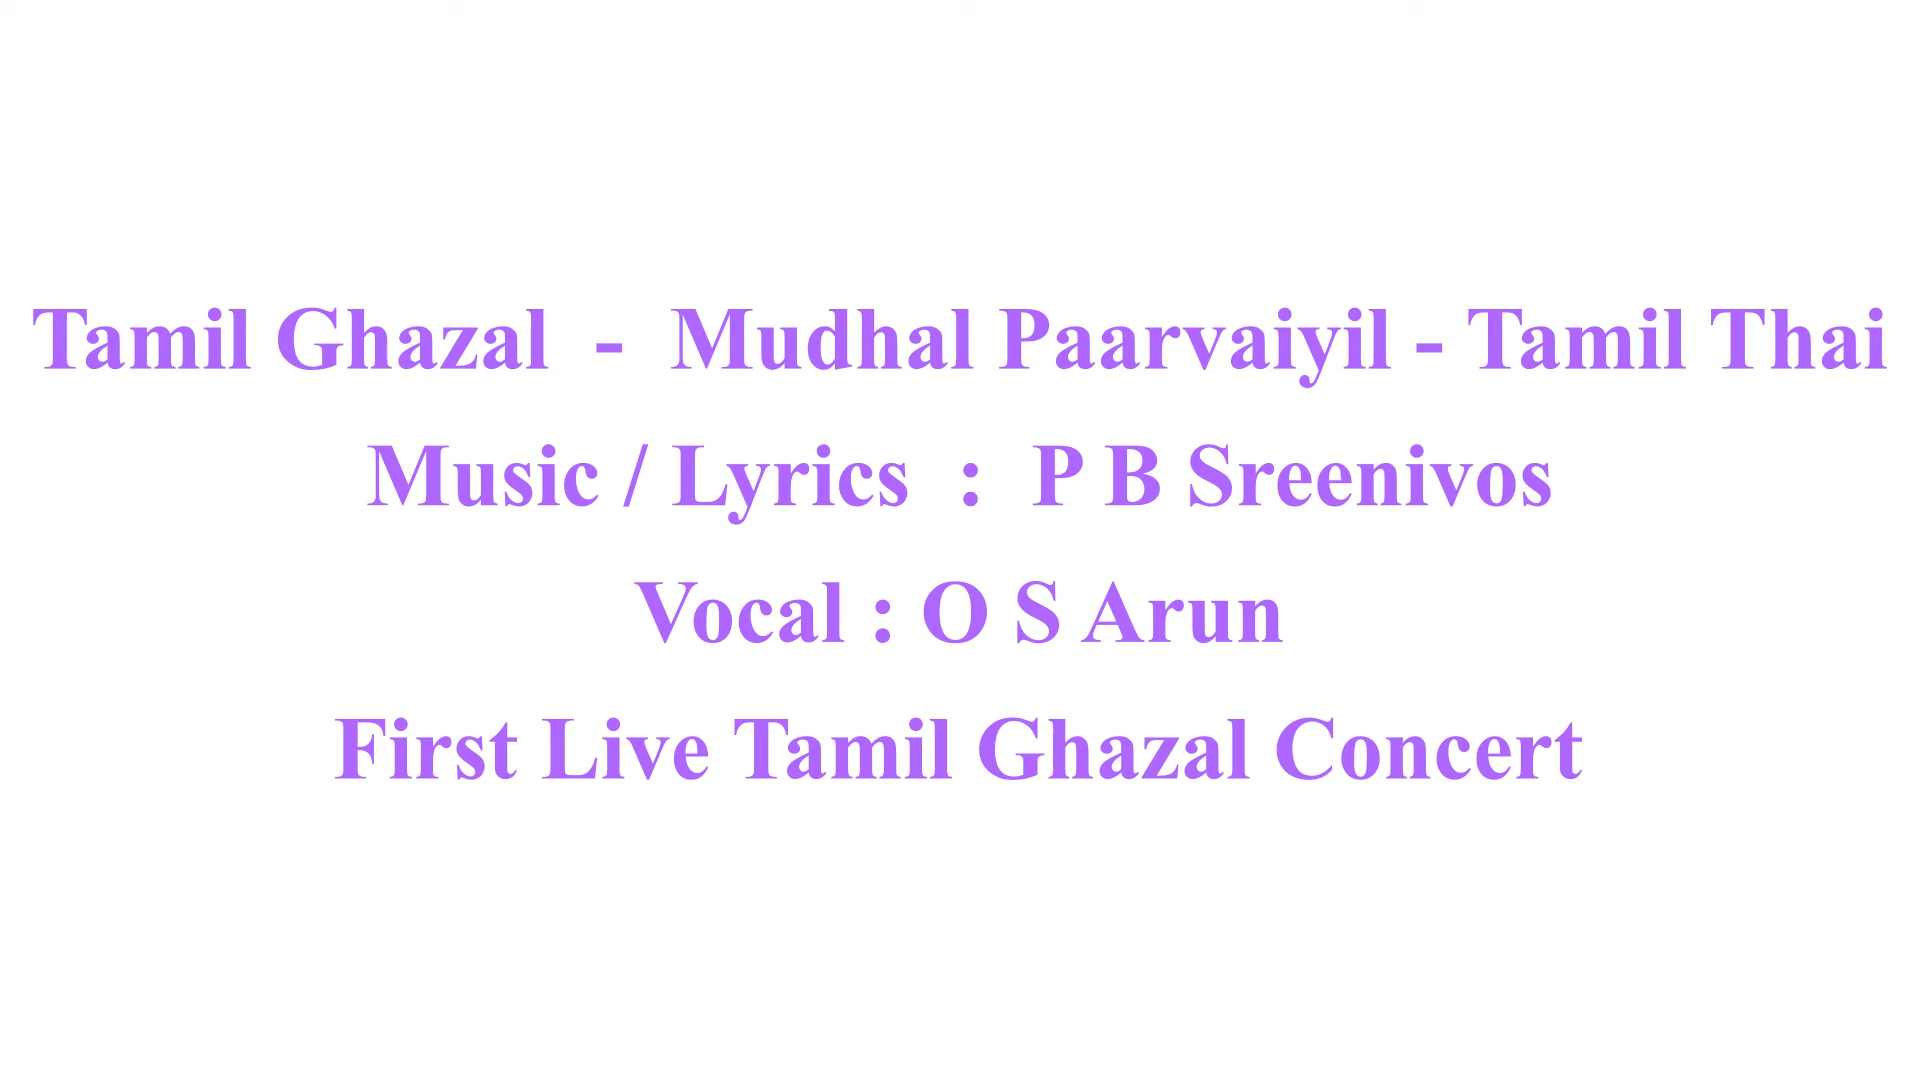 Tamil Ghazal - Mudhal Paarvaiyil - Tamil Thai
Music / Lyrics : P B Sreenivos
Vocal : O S Arun
First Live Tamil Ghazal Concert